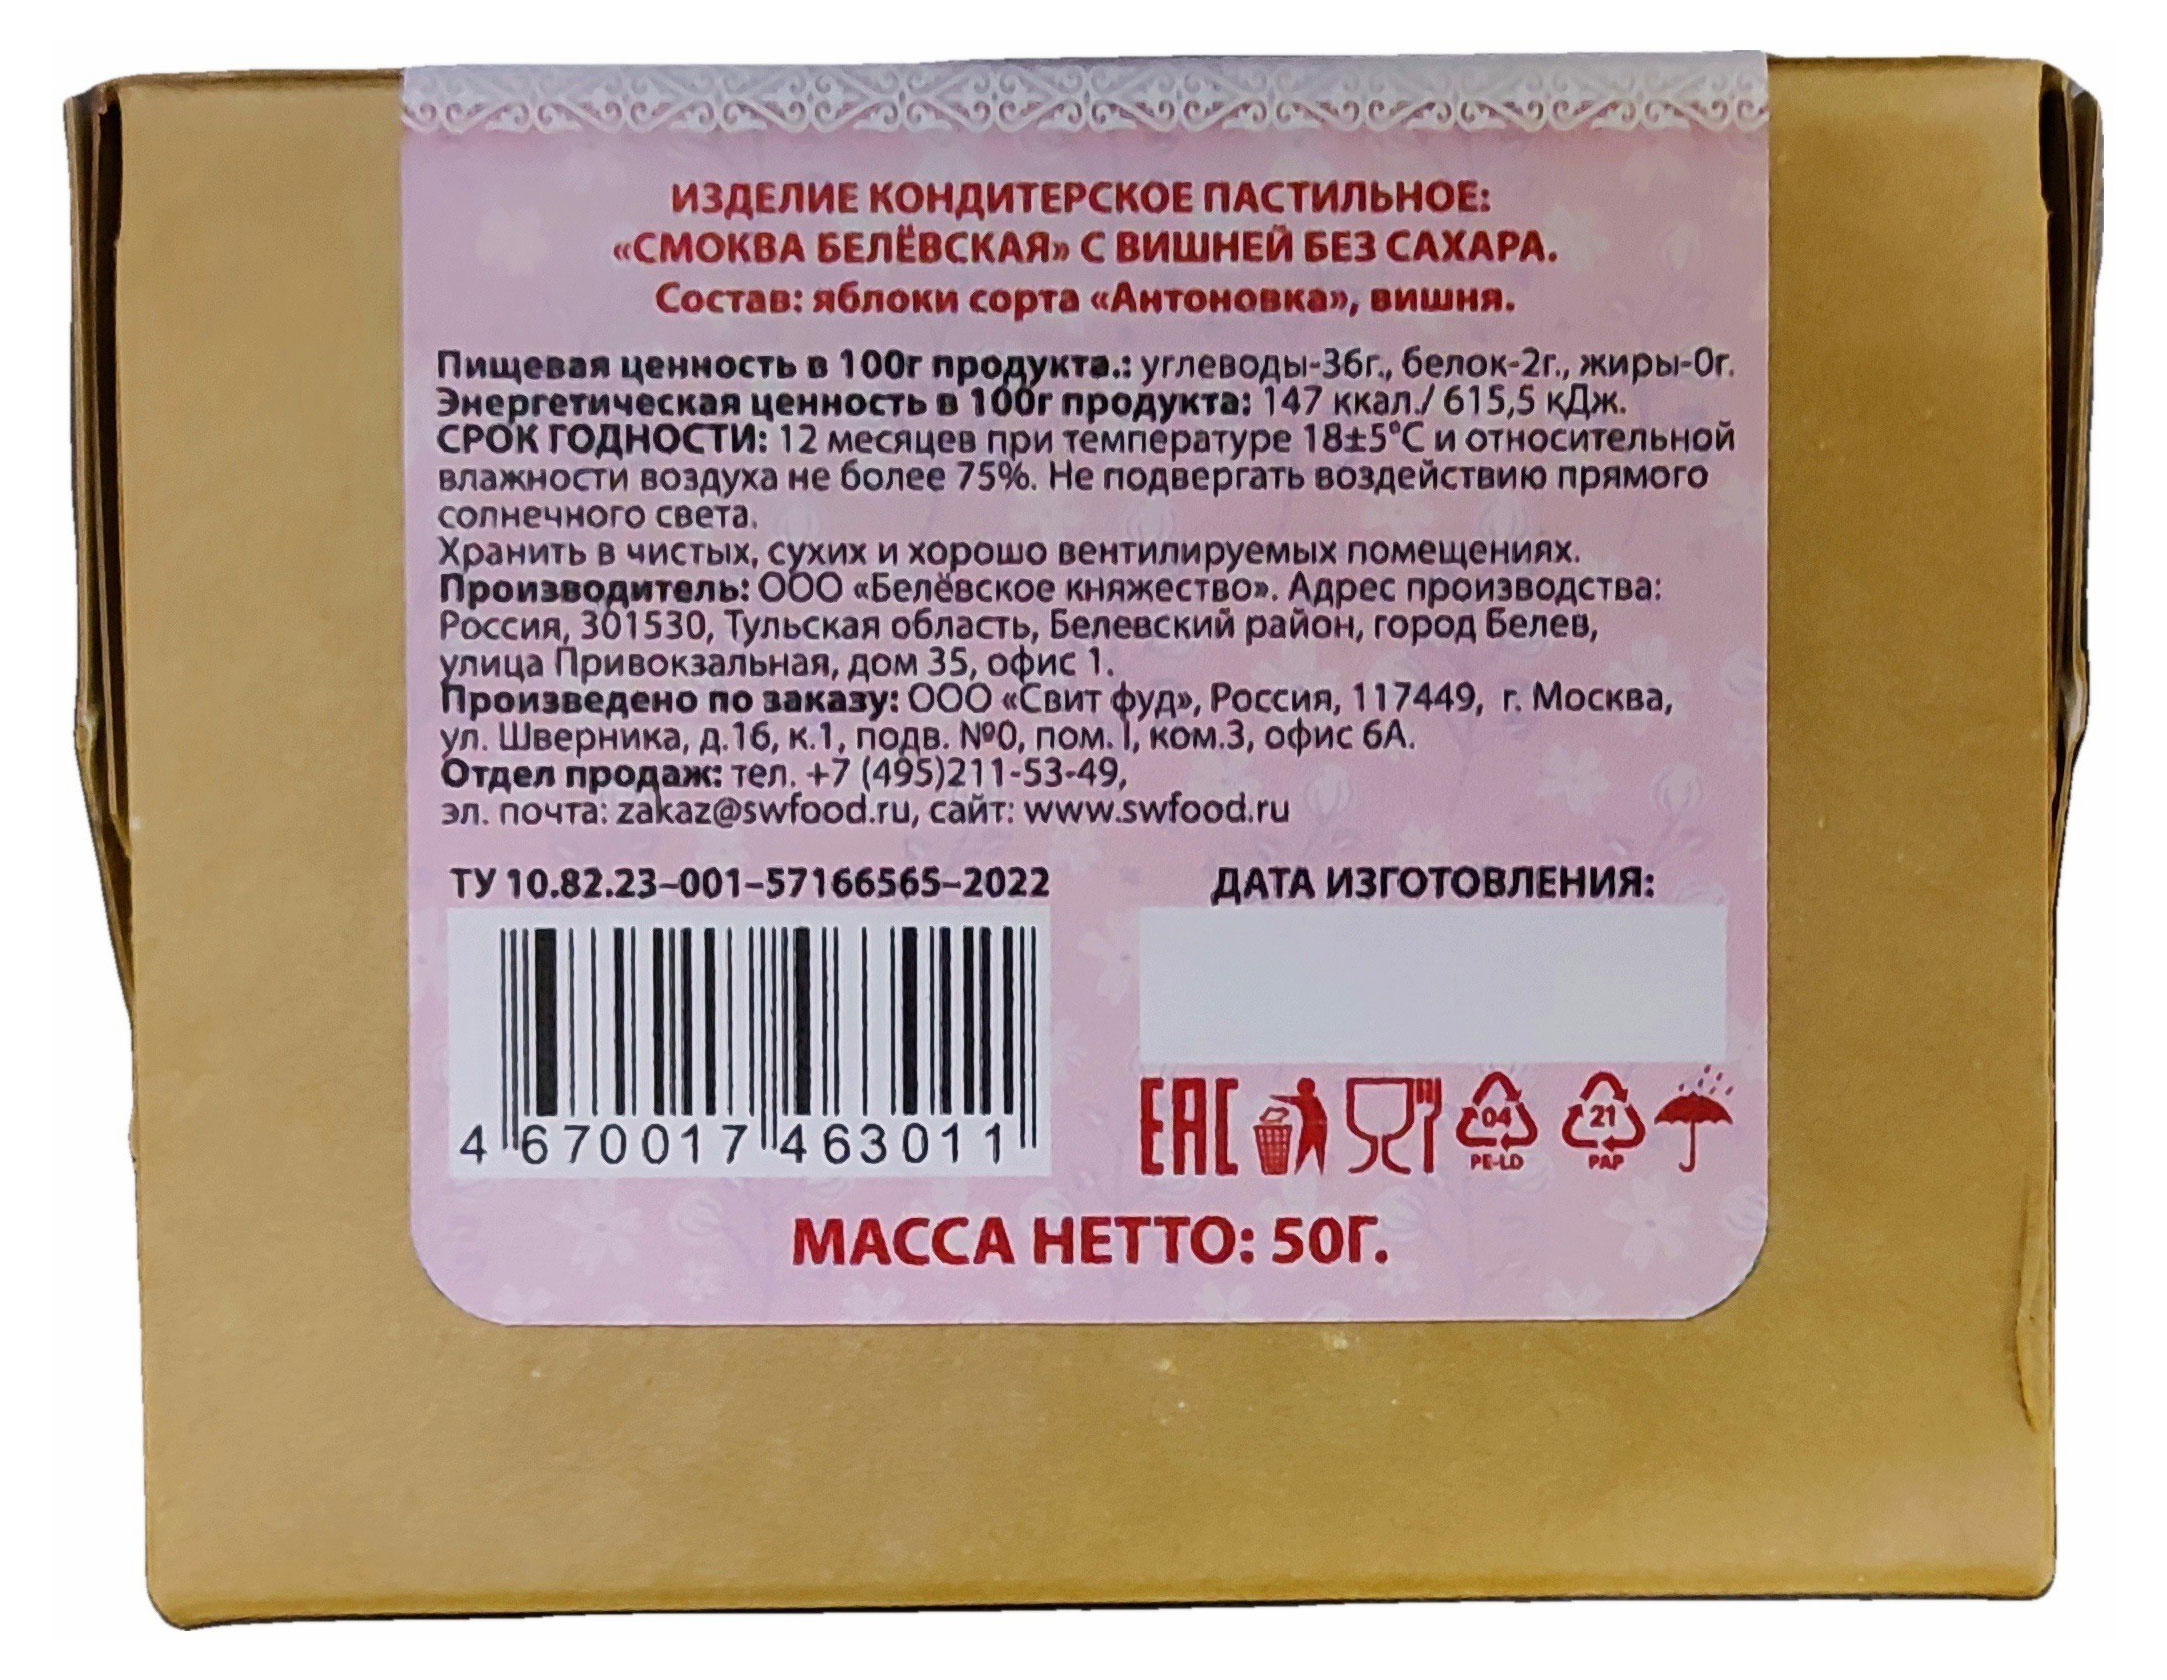 ИЗДЕЛИЕ КОНДИТЕРСКОЕ ПАСТИЛЬНОЕ:
«СМОКВА БЕЛЁВСКАЯ» С ВИШНЕЙ БЕЗ САХАРА.
Состав: яблоки сорта «Антоновка», вишня.
Пищевая ценность в 100г продукта.: углеводы-36г., белок-2г., жиры-0г.
Энергетическая ценность в 100г продукта: 147 ккал./ 615,5 кДж.
СРОК ГОДНОСТИ: 12 месяцев при температуре 18±5°С и относительной
влажности воздуха не более 75%. Не подвергать воздействию прямого
солнечного света.
Хранить в чистых, сухих и хорошо вентилируемых помещениях.
Производитель: ООО «Белёвское княжество». Адрес производства:
Россия, 301530, Тульская область, Белевский район, город Белев,
улица Привокзальная, дом 35, офис 1.
Произведено по заказу: ООО «Свит фуд», Россия, 117449, г. Москва,
ул. Шверника, д.16, к.1, подв. №0, пом. I, ком.3, офис 6А.
Отдел продаж: тел. +7 (495)211-53-49,
эл. почта: zakaz@swfood.ru, сайт: www.swfood.ru
ТУ 10.82.23–001–57166565–2022
ДАТА ИЗГОТОВЛЕНИЯ:
4 670017 463011
EAC
04
PE-LD
21
PAP
МАССА НЕТТО: 50Г.